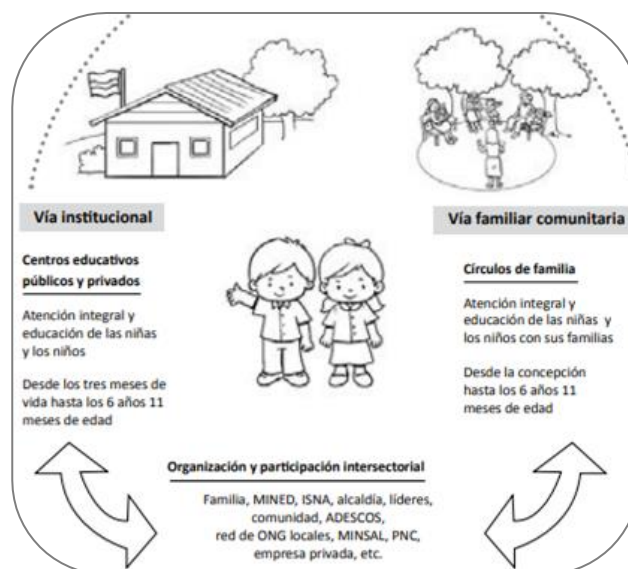 Vía institucional
Centros educativos
públicos y privados
Atención integral y
educación de las niñas
y los niños
Desde los tres meses de
vida hasta los 6 años 11
meses de edad
Vía familiar comunitaria
Círculos de familia
Atención integral y
educación de las niñas y
los niños con sus familias
Desde la concepción
hasta los 6 años 11
meses de edad
Organización y participación intersectorial
Familia, MINED, ISNA, alcaldía, líderes,
comunidad, ADESCOS,
red de ONG locales, MINSAL, PNC,
empresa privada, etc.